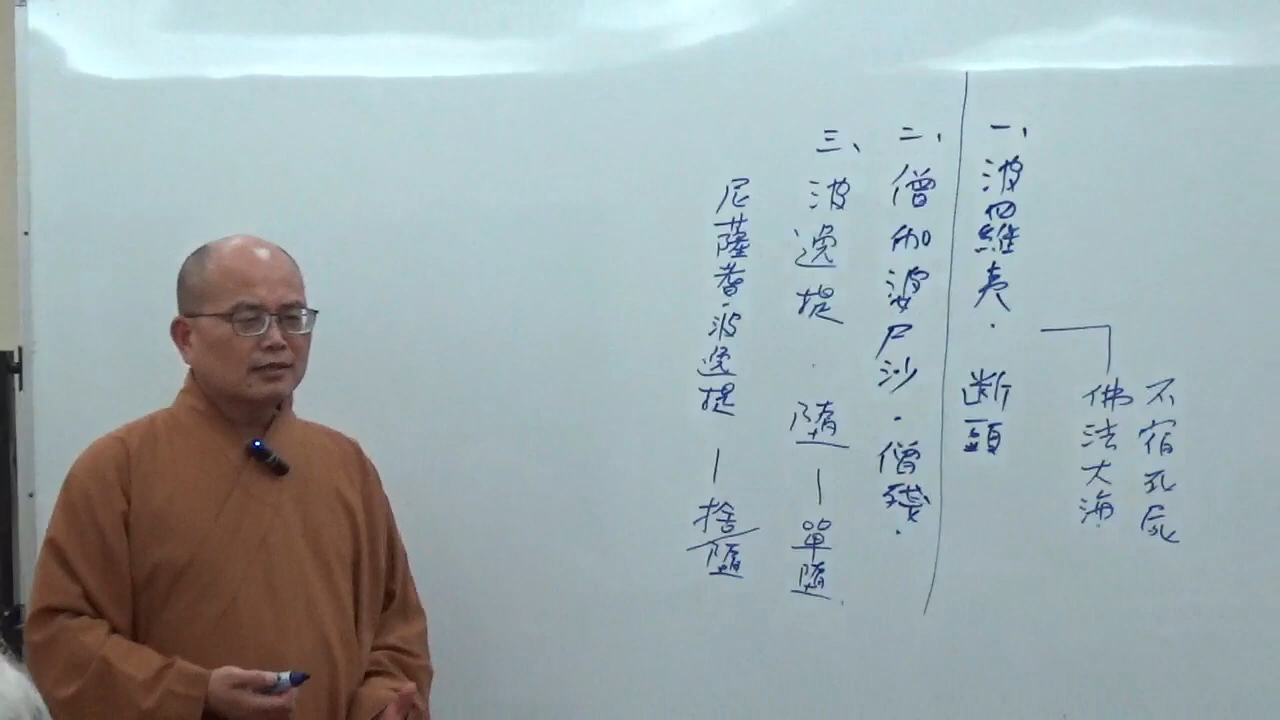 一、波羅夷．斷頭
不宿死屍
佛法大海
二、僧伽婆尸沙．僧殘．
三、波逸提．墮－單墮．
尼薩耆波逸提－捨墮